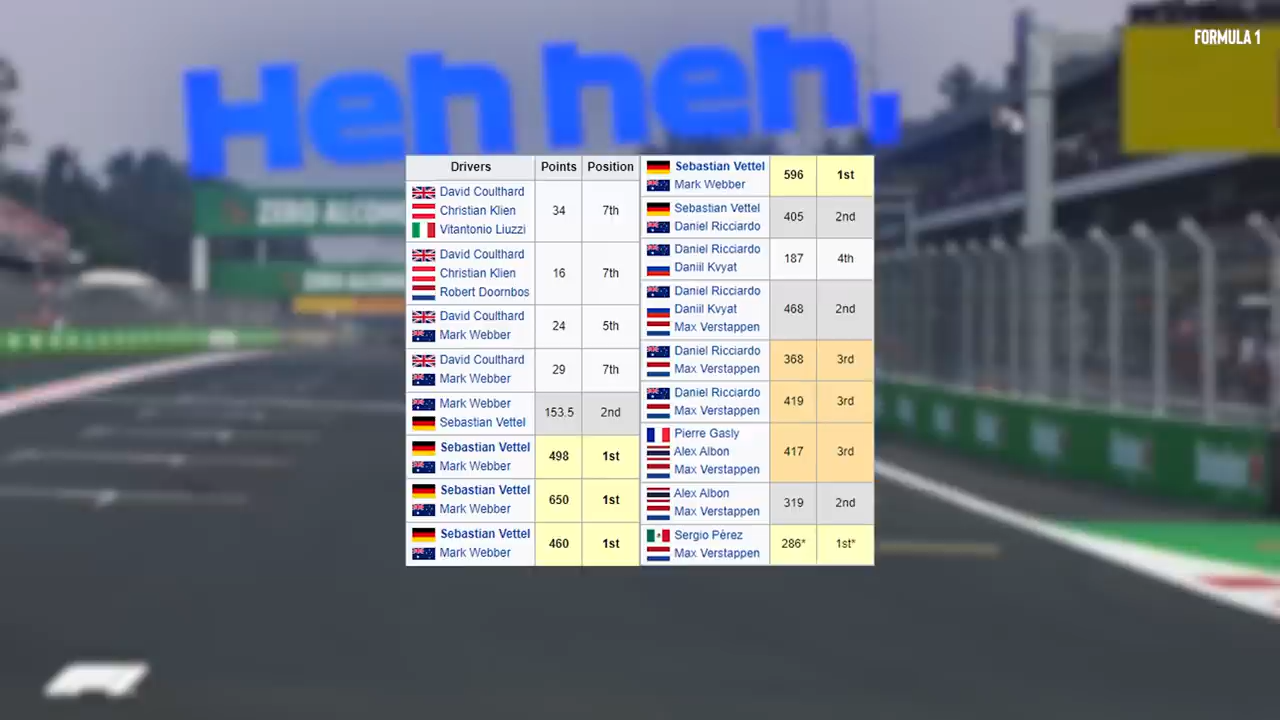 FORMULA 1
Heh heh,
ZERO ALCOHO
ZERO ALCOHO
Drivers Points Position
David Coulthard
Christian Klien 34 7th
Vitantonio Liuzzi
David Coulthard
Christian Klien 16 7th
Robert Doornbos
David Coulthard 24 5th
Mark Webber
David Coulthard 29 7th
Mark Webber
Mark Webber 153.5 2nd
Sebastian Vettel
Sebastian Vettel 498 1st
Mark Webber
Sebastian Vettel 650 1st
Mark Webber
Sebastian Vettel 460 1st
Mark Webber
Sebastian Vettel 596 1st
Mark Webber
Sebastian Vettel 405 2nd
Daniel Ricciardo
Daniel Ricciardo 187 4th
Daniil Kvyat
Daniel Ricciardo
Daniil Kvyat 468 2nd
Max Verstappen
Daniel Ricciardo 368 3rd
Max Verstappen
Daniel Ricciardo 419 3rd
Max Verstappen
Pierre Gasly
Alex Albon 417 3rd
Max Verstappen
Alex Albon 319 2nd
Max Verstappen
Sergio Pérez 286* 1st*
Max Verstappen